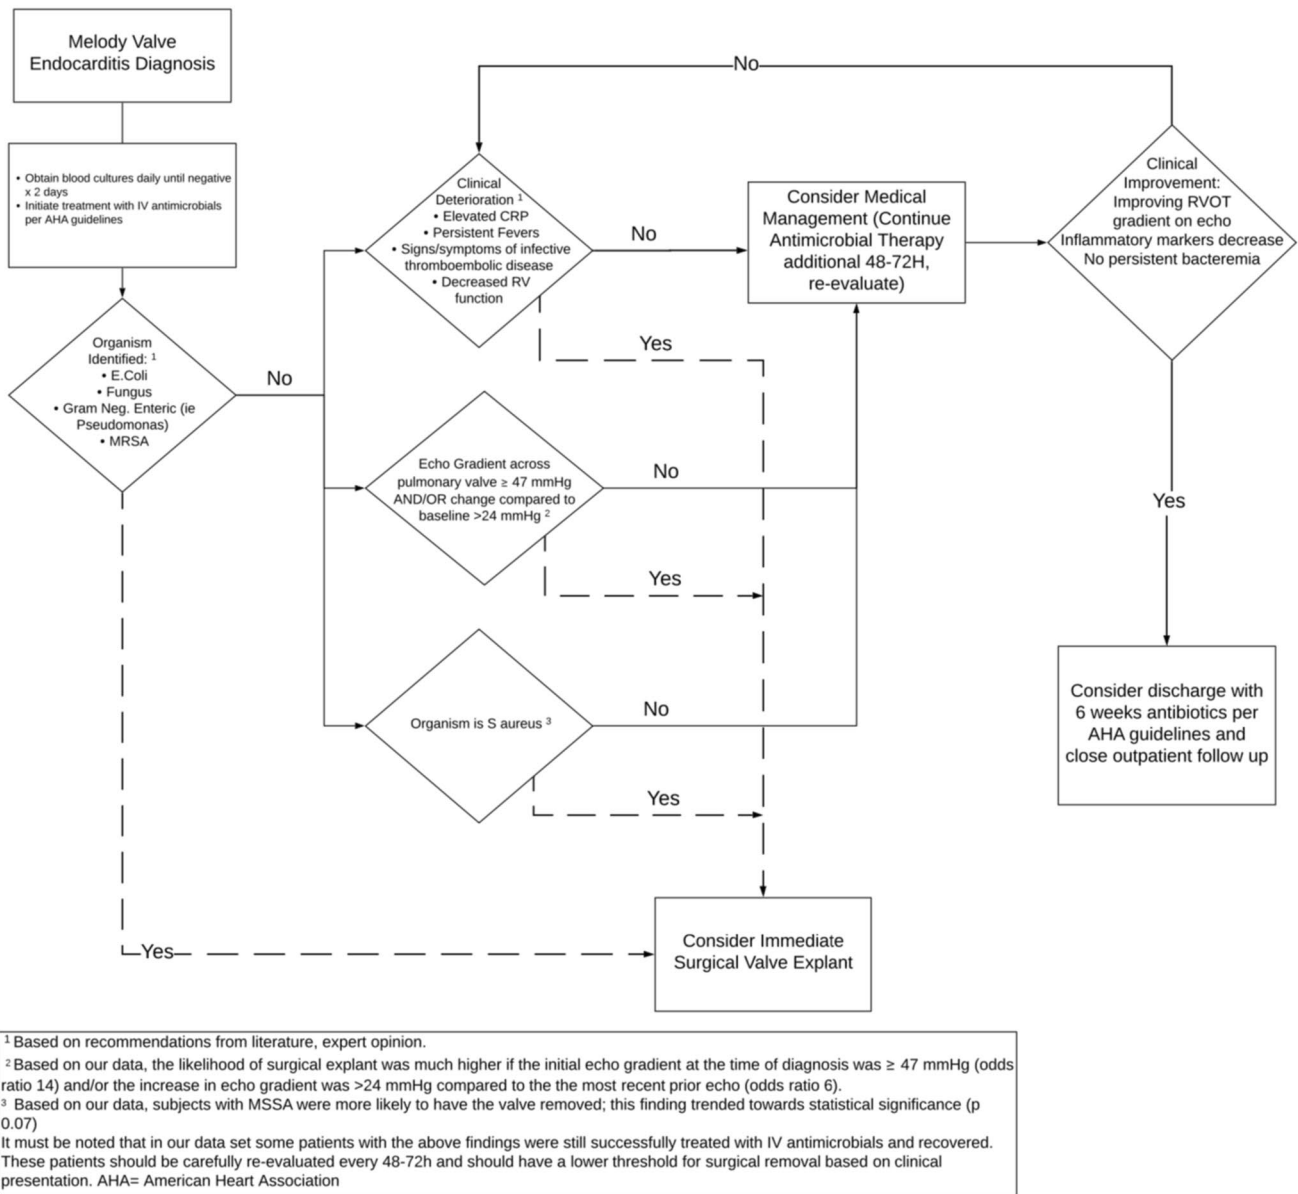 Melody Valve
Endocarditis Diagnosis
• Obtain blood cultures daily until negative
x 2 days
• Initiate treatment with IV antimicrobials
per AHA guidelines
Organism
Identified: ¹
• E.Coli
• Fungus
• Gram Neg. Enteric (ie
Pseudomonas)
• MRSA
No
Yes
Clinical
Deterioration ¹
• Elevated CRP
• Persistent Fevers
• Signs/symptoms of infective
thromboembolic disease
• Decreased RV
function
No
Yes
Echo Gradient across
pulmonary valve ≥ 47 mmHg
AND/OR change compared to
baseline >24 mmHg ²
No
Yes
Organism is S aureus ³
No
Yes
Consider Medical
Management (Continue
Antimicrobial Therapy
additional 48-72H,
re-evaluate)
No
Clinical
Improvement:
Improving RVOT
gradient on echo
Inflammatory markers decrease
No persistent bacteremia
Yes
Consider discharge with
6 weeks antibiotics per
AHA guidelines and
close outpatient follow up
Consider Immediate
Surgical Valve Explant
¹ Based on recommendations from literature, expert opinion.
² Based on our data, the likelihood of surgical explant was much higher if the initial echo gradient at the time of diagnosis was ≥ 47 mmHg (odds
ratio 14) and/or the increase in echo gradient was >24 mmHg compared to the the most recent prior echo (odds ratio 6).
³ Based on our data, subjects with MSSA were more likely to have the valve removed; this finding trended towards statistical significance (p
0.07)
It must be noted that in our data set some patients with the above findings were still successfully treated with IV antimicrobials and recovered.
These patients should be carefully re-evaluated every 48-72h and should have a lower threshold for surgical removal based on clinical
presentation. AHA= American Heart Association